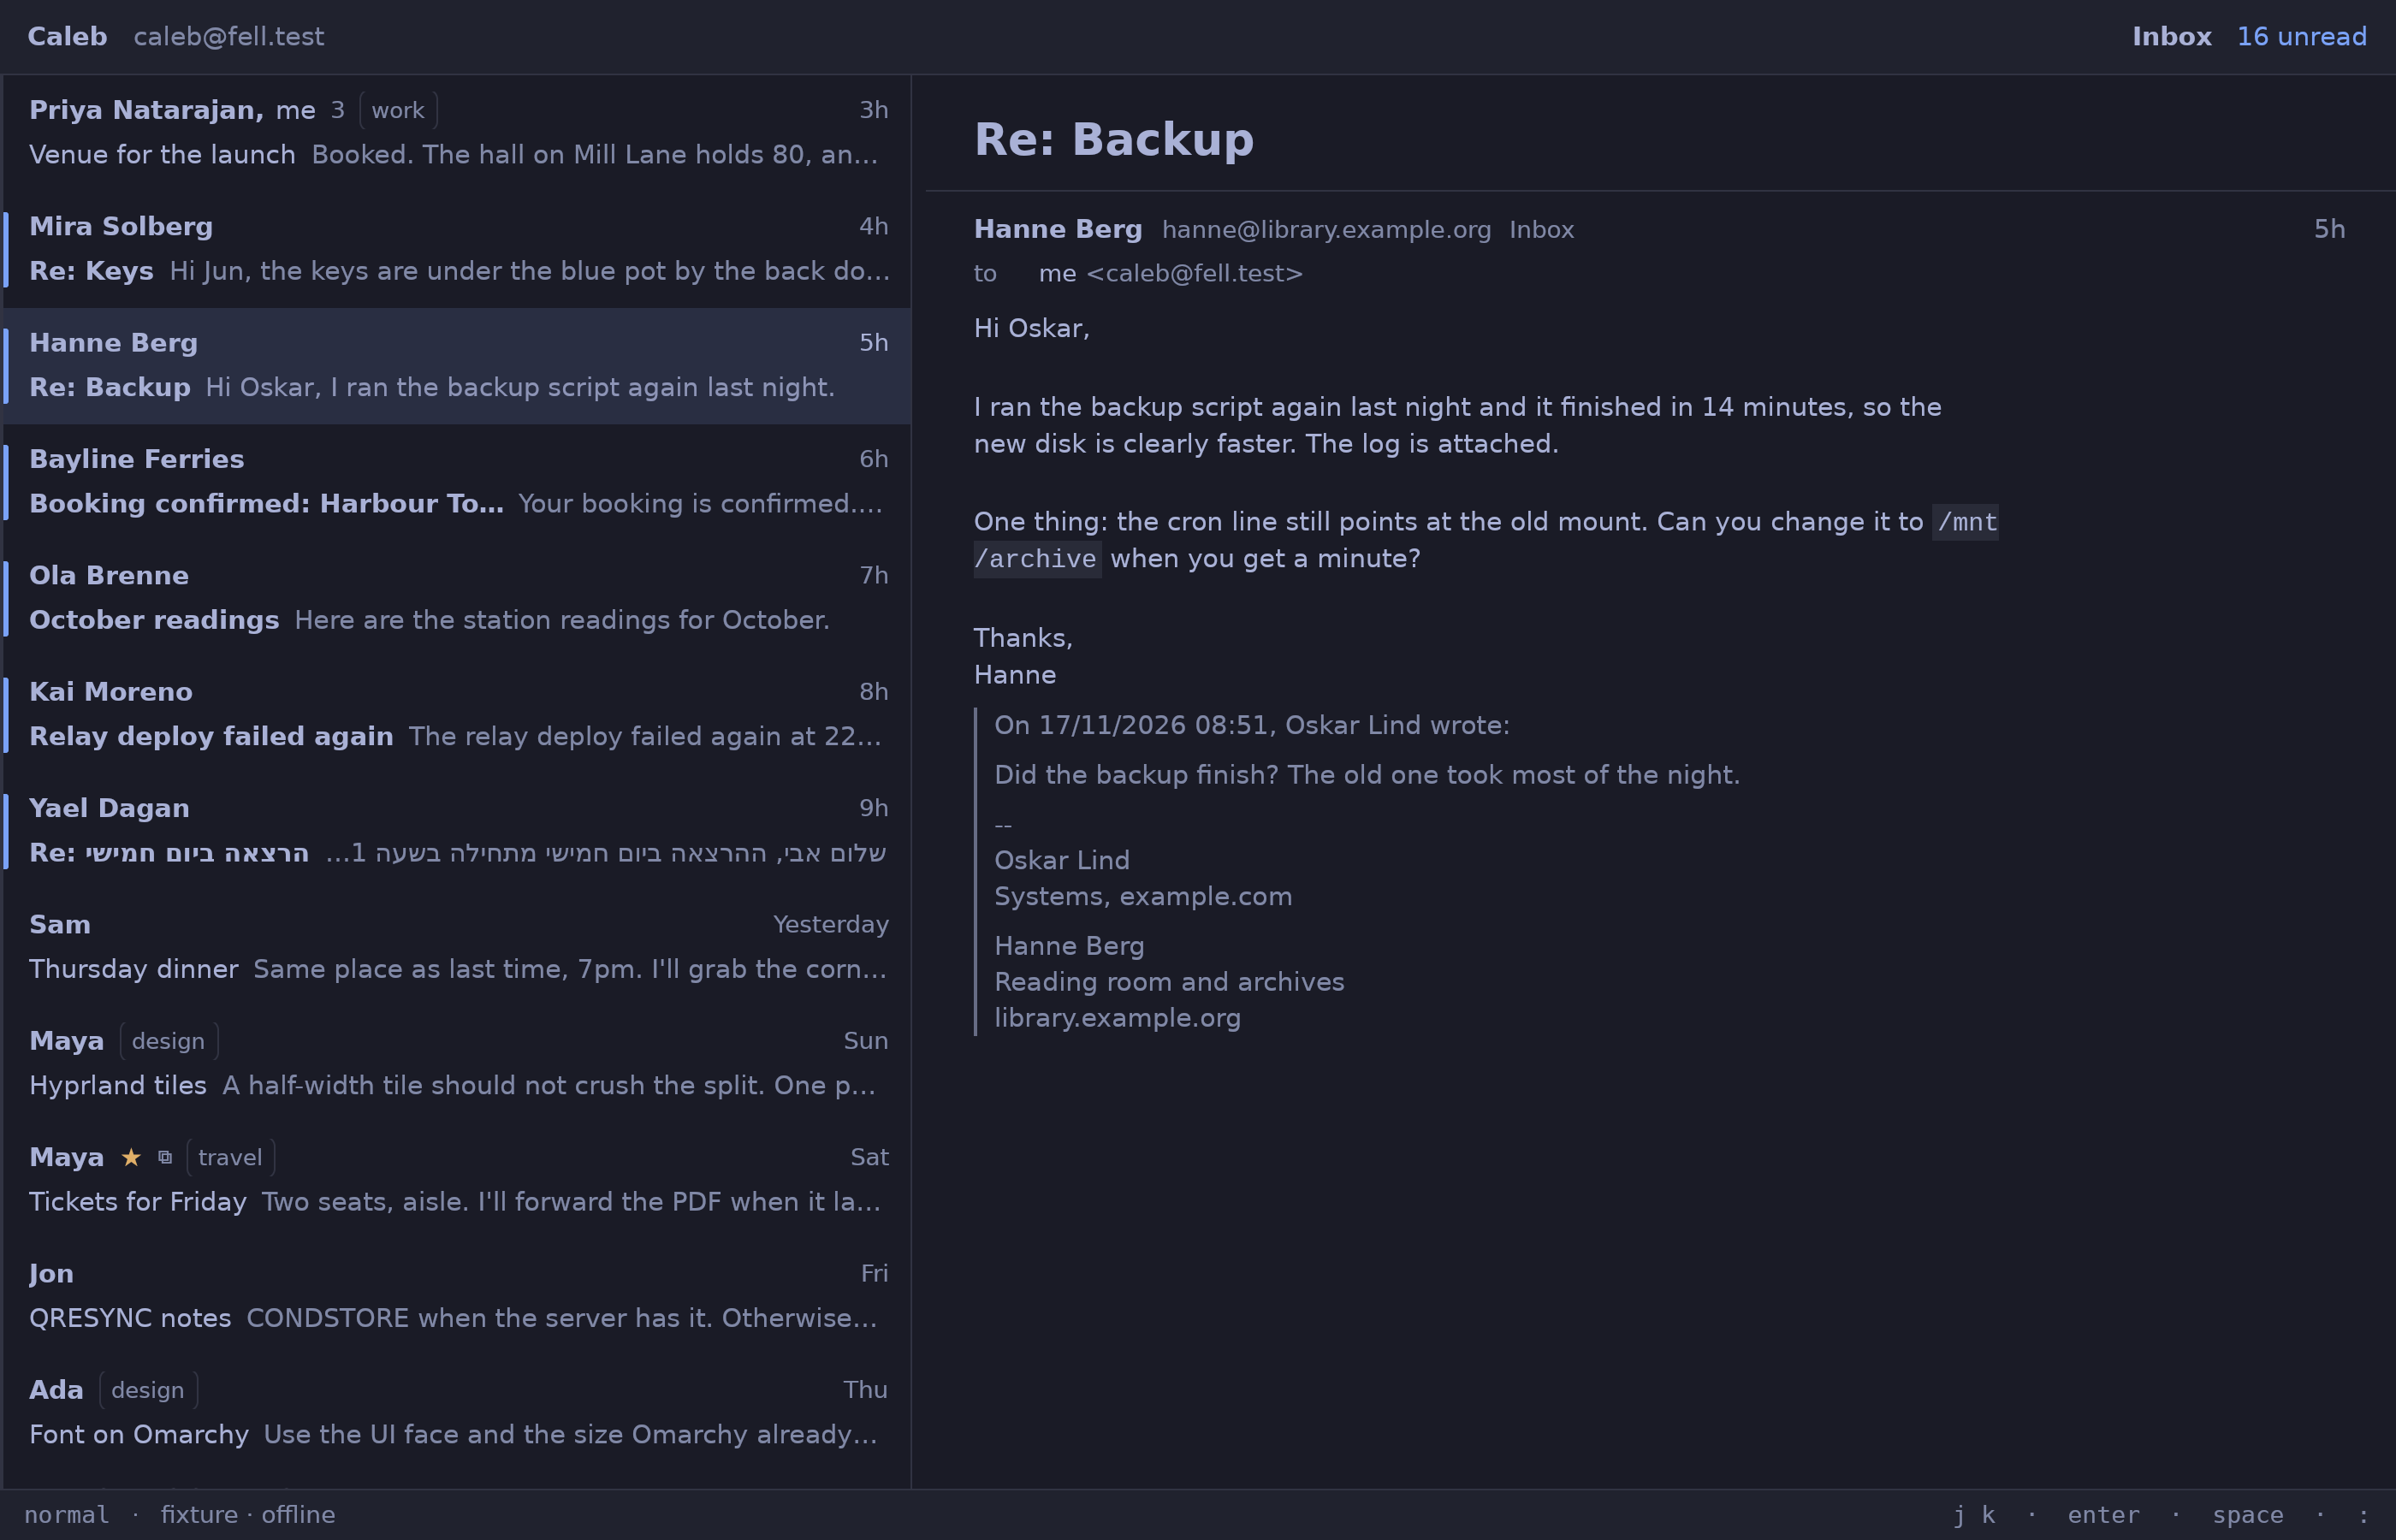 Caleb caleb@fell.test
Inbox 16 unread
Priya Natarajan, me 3 work 3h
Venue for the launch Booked. The hall on Mill Lane holds 80, an…
Mira Solberg 4h
Re: Keys Hi Jun, the keys are under the blue pot by the back do…
Hanne Berg 5h
Re: Backup Hi Oskar, I ran the backup script again last night.
Bayline Ferries 6h
Booking confirmed: Harbour To… Your booking is confirmed.…
Ola Brenne 7h
October readings Here are the station readings for October.
Kai Moreno 8h
Relay deploy failed again The relay deploy failed again at 22…
Yael Dagan 9h
Re: הרצאה ביום חמישי שלום אבי, ההרצאה ביום חמישי מתחילה בשעה 1…
Sam Yesterday
Thursday dinner Same place as last time, 7pm. I'll grab the corn…
Maya design Sun
Hyprland tiles A half-width tile should not crush the split. One p…
Maya ★ ⧉ travel Sat
Tickets for Friday Two seats, aisle. I'll forward the PDF when it la…
Jon Fri
QRESYNC notes CONDSTORE when the server has it. Otherwise…
Ada design Thu
Font on Omarchy Use the UI face and the size Omarchy already…
Re: Backup
Hanne Berg hanne@library.example.org Inbox 5h
to me <caleb@fell.test>
Hi Oskar,
I ran the backup script again last night and it finished in 14 minutes, so the
new disk is clearly faster. The log is attached.
One thing: the cron line still points at the old mount. Can you change it to /mnt
/archive when you get a minute?
Thanks,
Hanne
On 17/11/2026 08:51, Oskar Lind wrote:
Did the backup finish? The old one took most of the night.
--
Oskar Lind
Systems, example.com
Hanne Berg
Reading room and archives
library.example.org
normal · fixture · offline
j k · enter · space · :